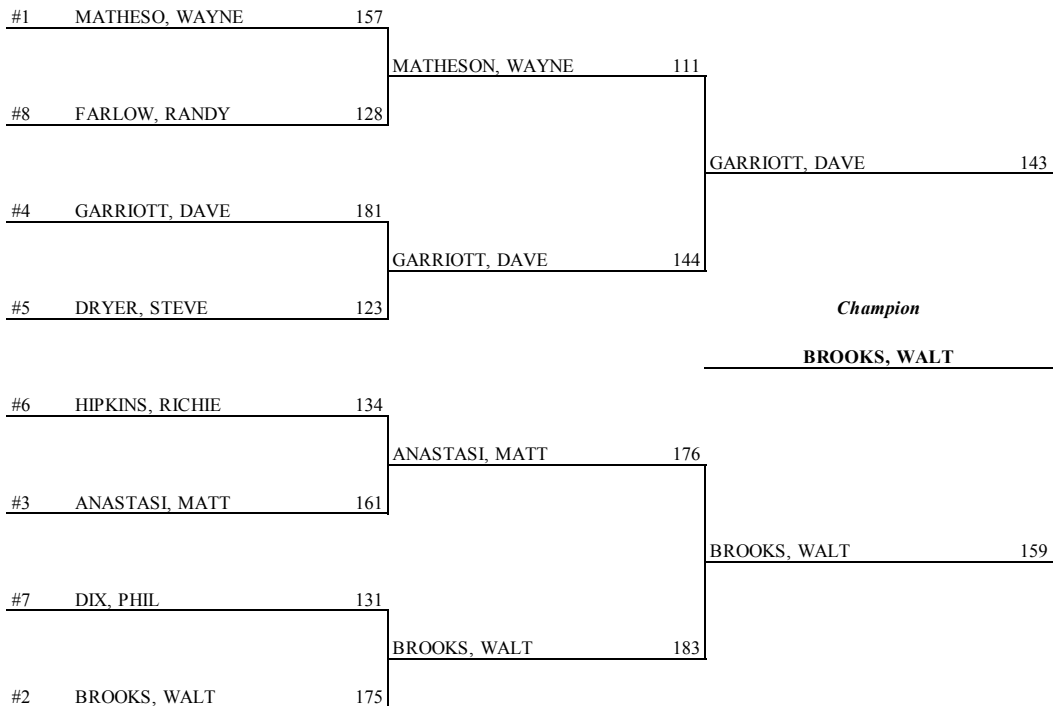 #1 MATHESO, WAYNE 157
MATHESON, WAYNE 111
#8 FARLOW, RANDY 128
GARRIOTT, DAVE 143
#4 GARRIOTT, DAVE 181
GARRIOTT, DAVE 144
#5 DRYER, STEVE 123
Champion
BROOKS, WALT
#6 HIPKINS, RICHIE 134
ANASTASI, MATT 176
#3 ANASTASI, MATT 161
BROOKS, WALT 159
#7 DIX, PHIL 131
BROOKS, WALT 183
#2 BROOKS, WALT 175